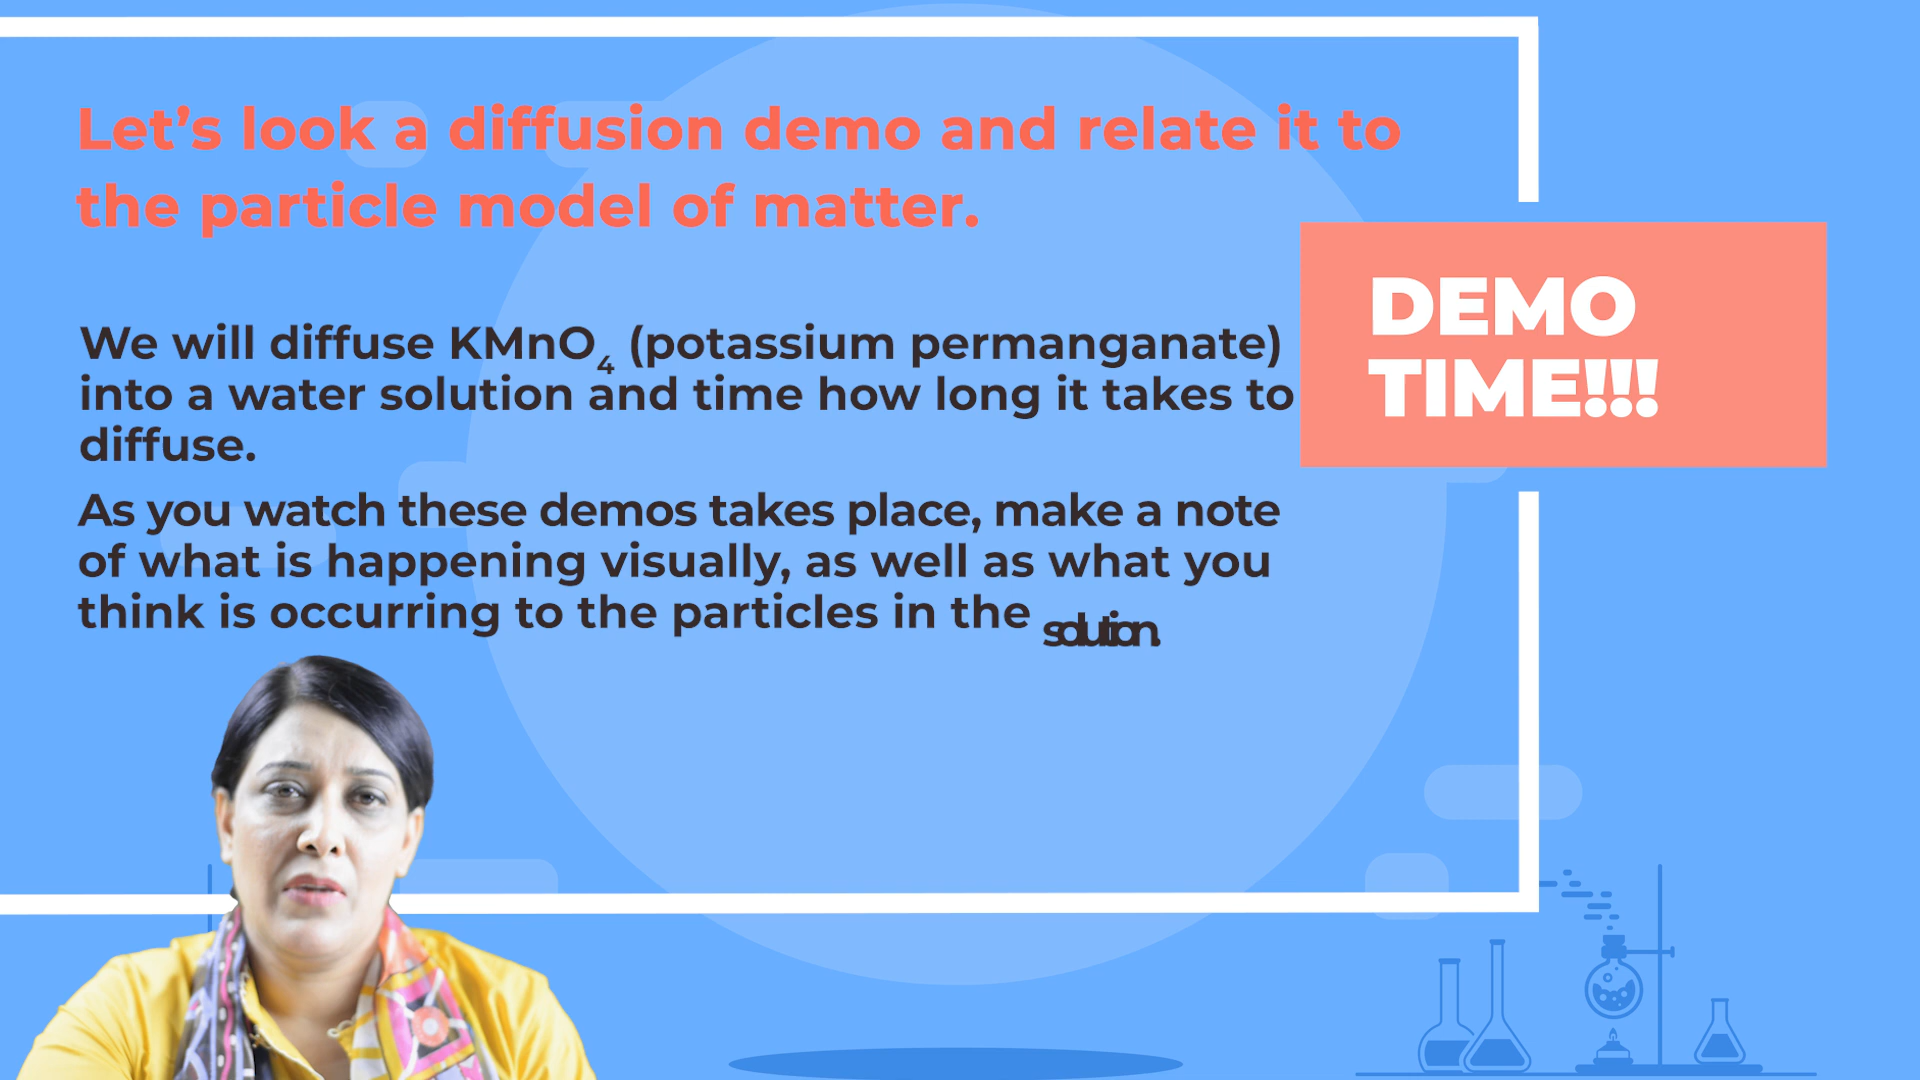 Let’s look a diffusion demo and relate it to
the particle model of matter.
We will diffuse KMnO₄ (potassium permanganate)
into a water solution and time how long it takes to
diffuse.
As you watch these demos takes place, make a note
of what is happening visually, as well as what you
think is occurring to the particles in the solution.
DEMO
TIME!!!